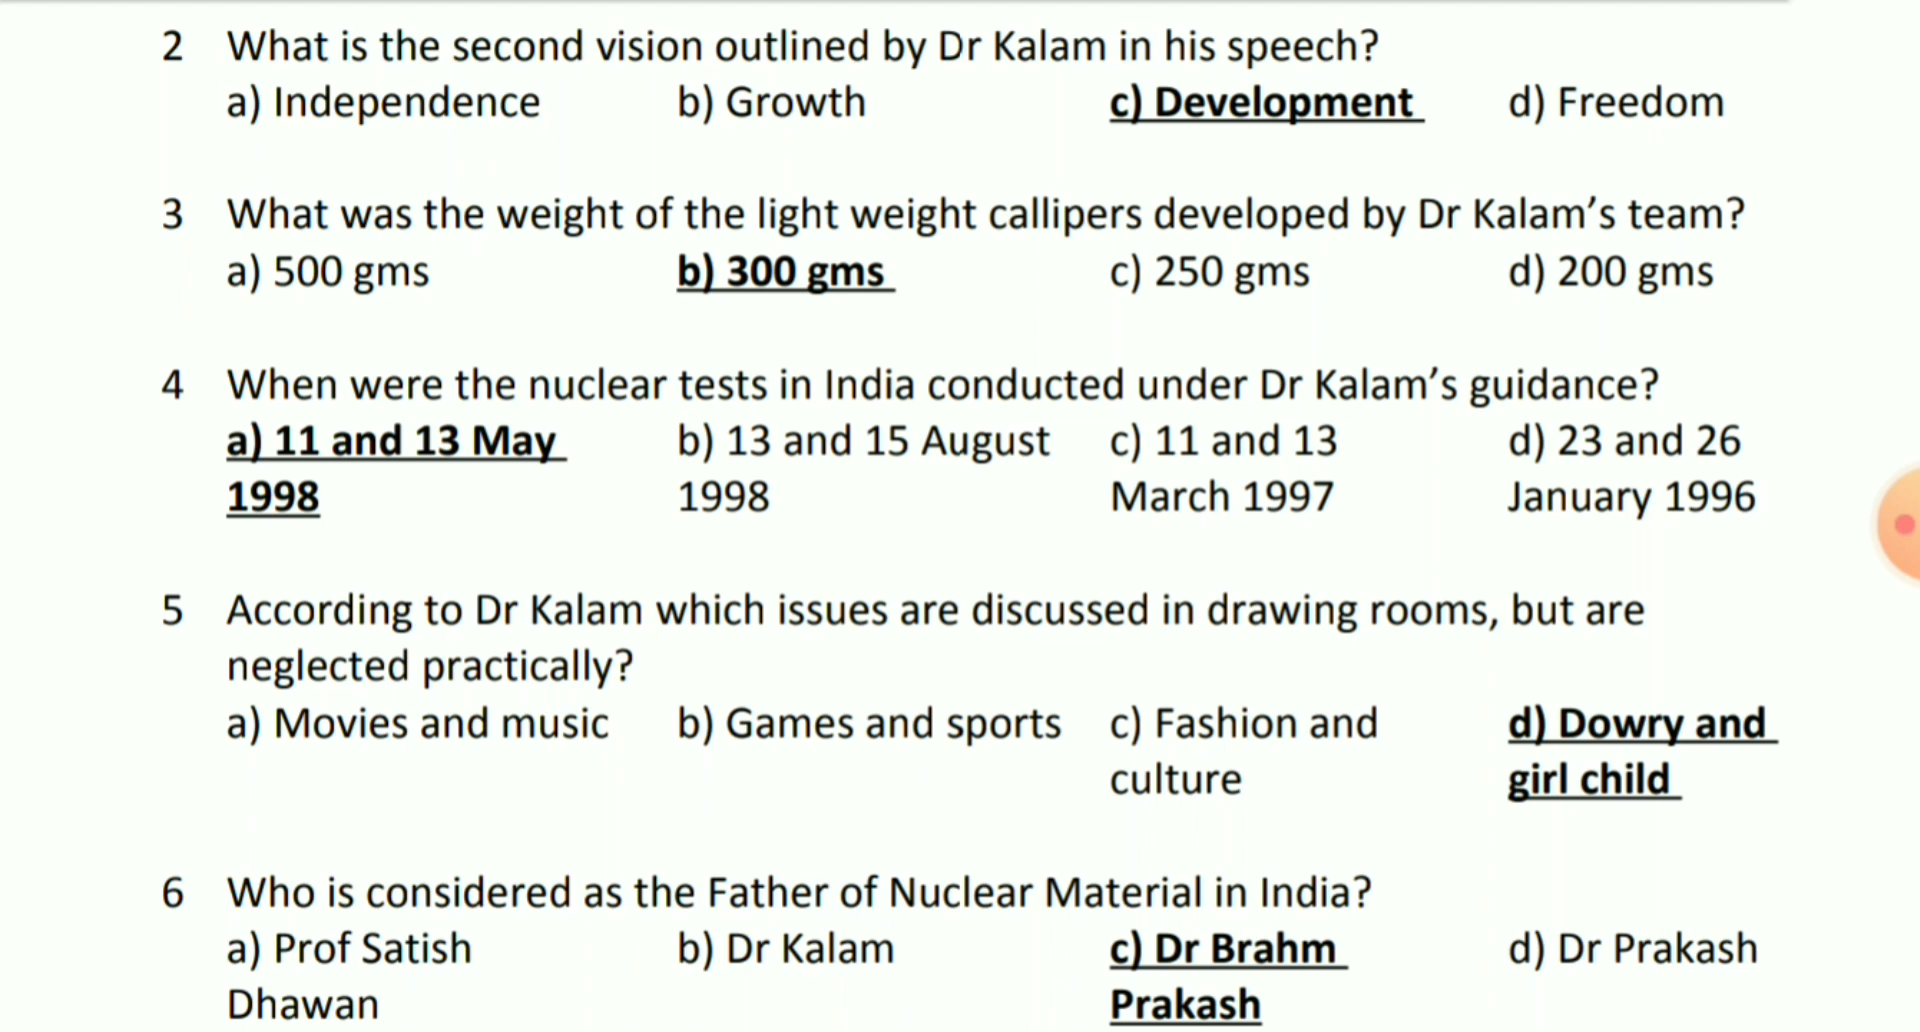 2 What is the second vision outlined by Dr Kalam in his speech?
a) Independence b) Growth c) Development d) Freedom
3 What was the weight of the light weight callipers developed by Dr Kalam’s team?
a) 500 gms b) 300 gms c) 250 gms d) 200 gms
4 When were the nuclear tests in India conducted under Dr Kalam’s guidance?
a) 11 and 13 May b) 13 and 15 August c) 11 and 13 d) 23 and 26
1998 1998 March 1997 January 1996
5 According to Dr Kalam which issues are discussed in drawing rooms, but are
neglected practically?
a) Movies and music b) Games and sports c) Fashion and d) Dowry and
culture girl child
6 Who is considered as the Father of Nuclear Material in India?
a) Prof Satish b) Dr Kalam c) Dr Brahm d) Dr Prakash
Dhawan Prakash